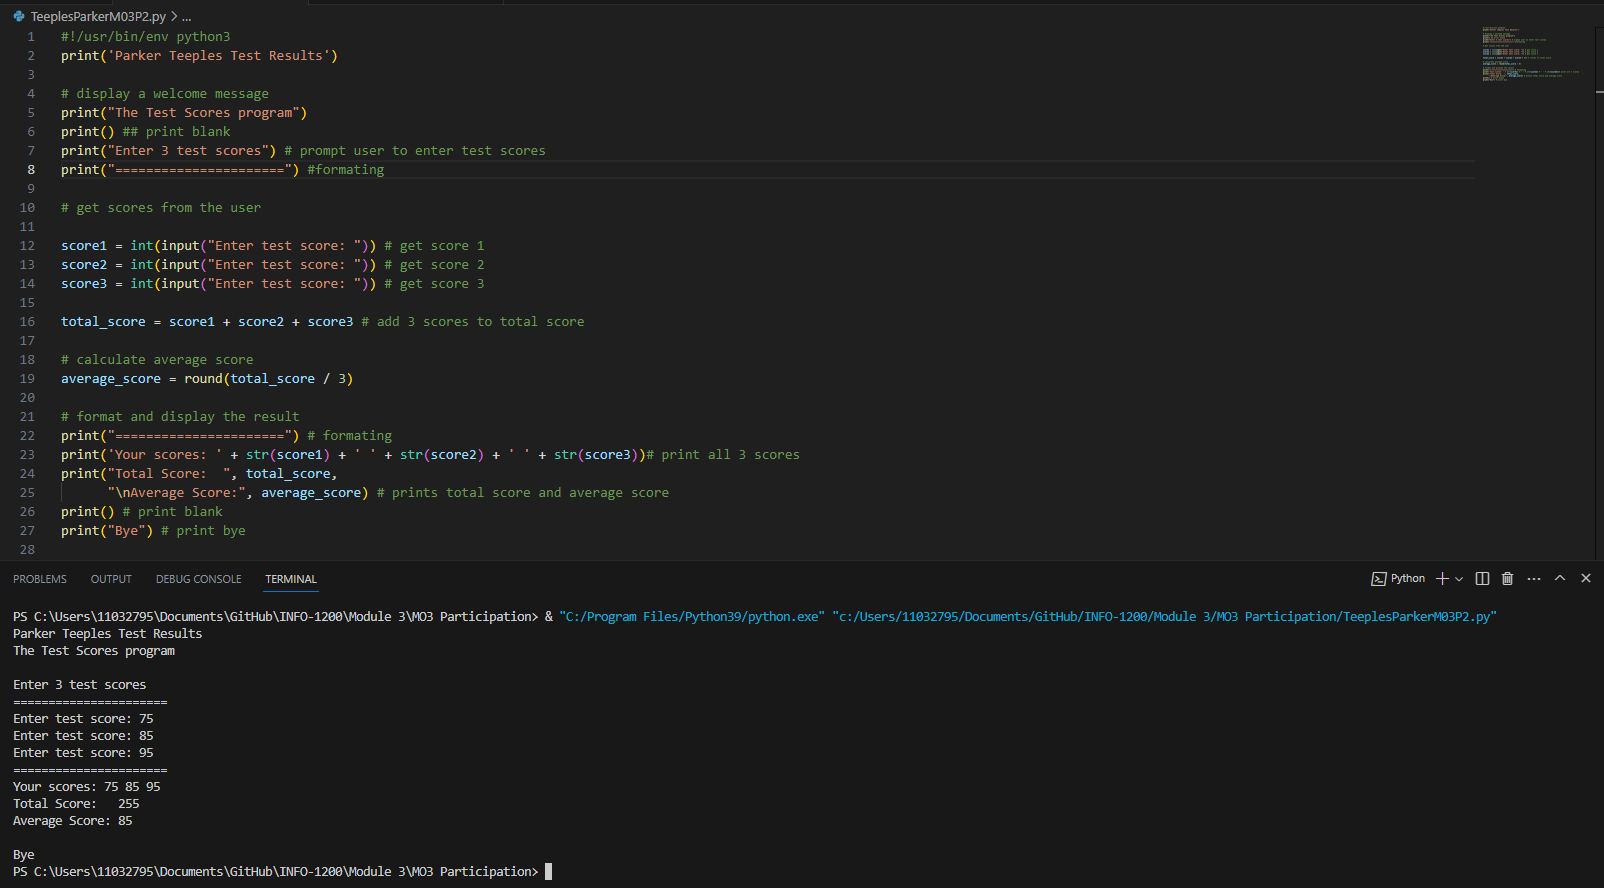 TeeplesParkerM03P2.py > ...
1 #!/usr/bin/env python3
2 print('Parker Teeples Test Results')
3
4 # display a welcome message
5 print("The Test Scores program")
6 print() ## print blank
7 print("Enter 3 test scores") # prompt user to enter test scores
8 print("======================") #formating
9
10 # get scores from the user
11
12 score1 = int(input("Enter test score: ")) # get score 1
13 score2 = int(input("Enter test score: ")) # get score 2
14 score3 = int(input("Enter test score: ")) # get score 3
15
16 total_score = score1 + score2 + score3 # add 3 scores to total score
17
18 # calculate average score
19 average_score = round(total_score / 3)
20
21 # format and display the result
22 print("======================") # formating
23 print('Your scores: ' + str(score1) + ' ' + str(score2) + ' ' + str(score3))# print all 3 scores
24 print("Total Score:  ", total_score,
25       "\nAverage Score:", average_score) # prints total score and average score
26 print() # print blank
27 print("Bye") # print bye
28
PROBLEMS OUTPUT DEBUG CONSOLE TERMINAL Python
PS C:\Users\11032795\Documents\GitHub\INFO-1200\Module 3\MO3 Participation> & "C:/Program Files/Python39/python.exe" "c:/Users/11032795/Documents/GitHub/INFO-1200/Module 3/MO3 Participation/TeeplesParkerM03P2.py"
Parker Teeples Test Results
The Test Scores program

Enter 3 test scores
======================
Enter test score: 75
Enter test score: 85
Enter test score: 95
======================
Your scores: 75 85 95
Total Score:   255
Average Score: 85

Bye
PS C:\Users\11032795\Documents\GitHub\INFO-1200\Module 3\MO3 Participation>